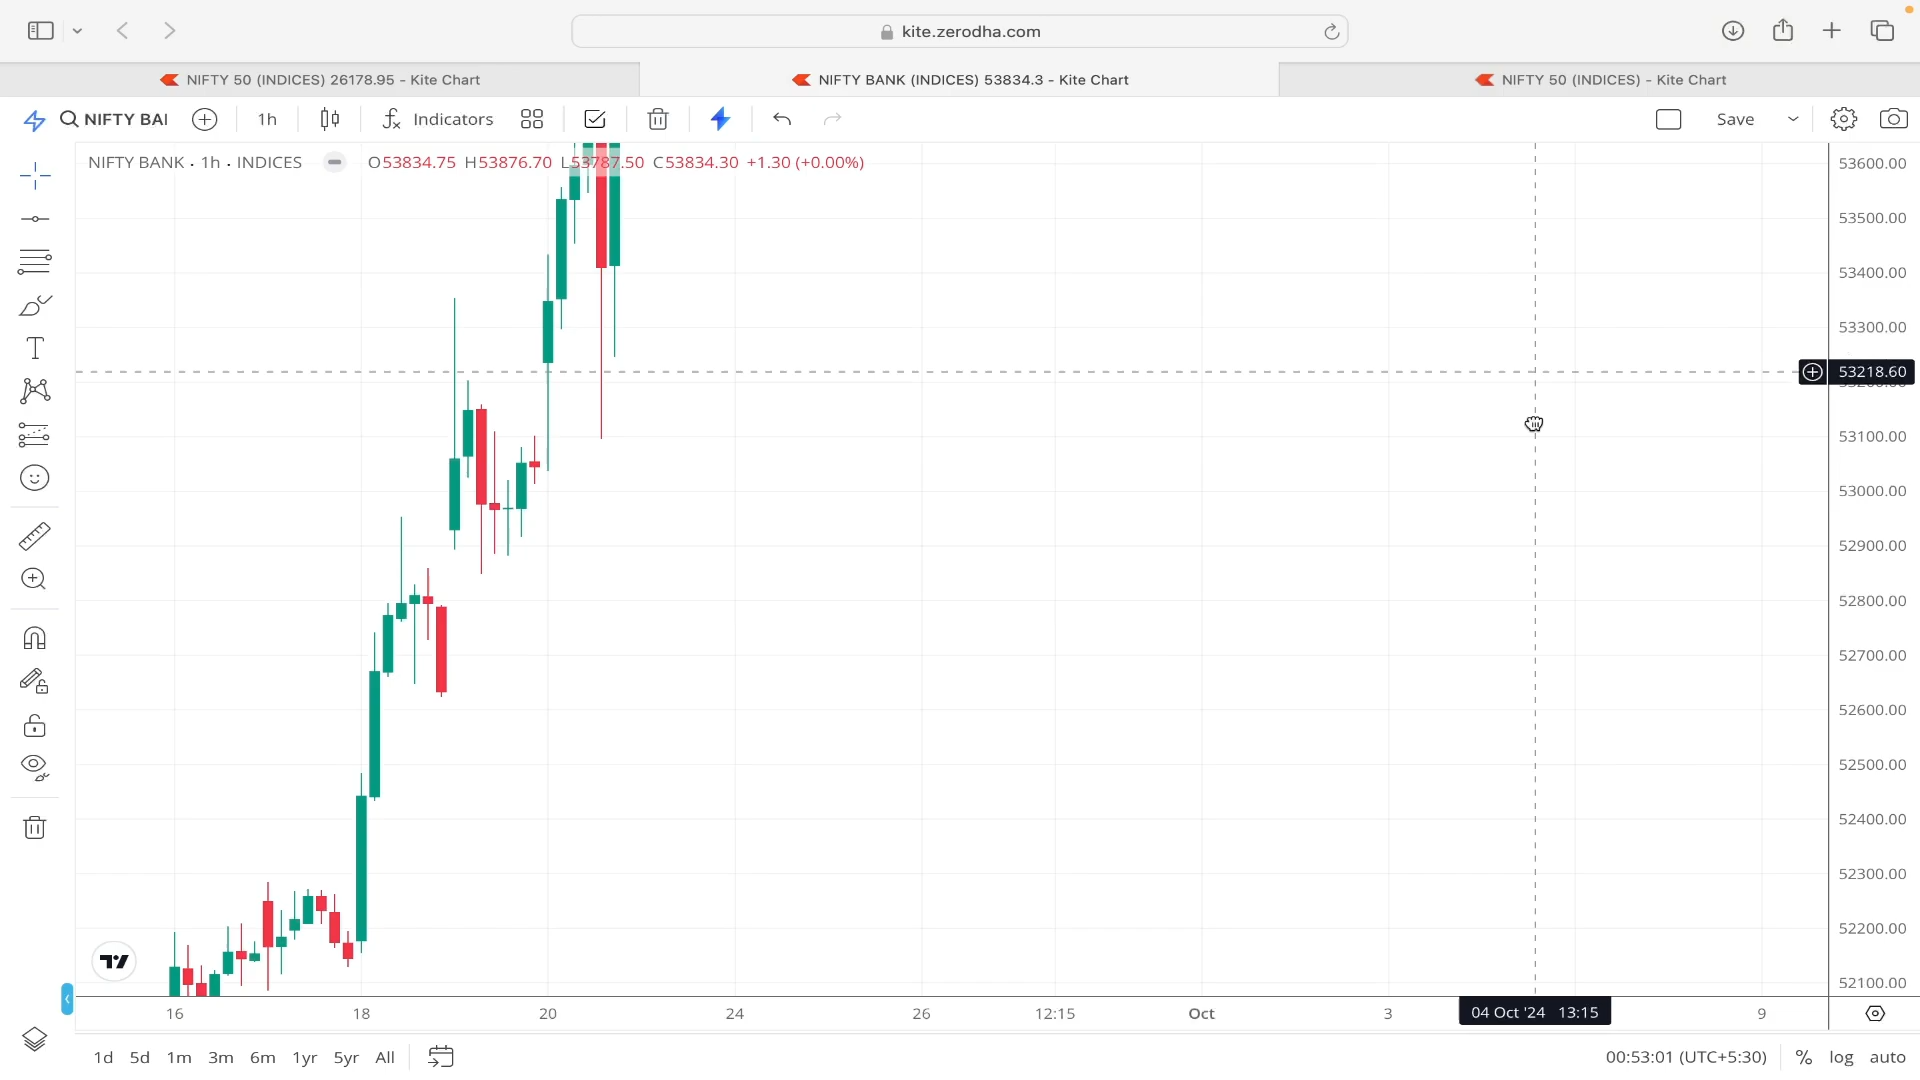 kite.zerodha.com
NIFTY 50 (INDICES) 26178.95 - Kite Chart
NIFTY BANK (INDICES) 53834.3 - Kite Chart
NIFTY 50 (INDICES) - Kite Chart
NIFTY BAI 1h Indicators Save
NIFTY BANK · 1h · INDICES O53834.75 H53876.70 L53787.50 C53834.30 +1.30 (+0.00%)
53600.00
53500.00
53400.00
53300.00
53218.60
53100.00
53000.00
52900.00
52800.00
52700.00
52600.00
52500.00
52400.00
52300.00
52200.00
52100.00
16 18 20 24 26 12:15 Oct 3 04 Oct '24 13:15 9
1d 5d 1m 3m 6m 1yr 5yr All 00:53:01 (UTC+5:30) % log auto